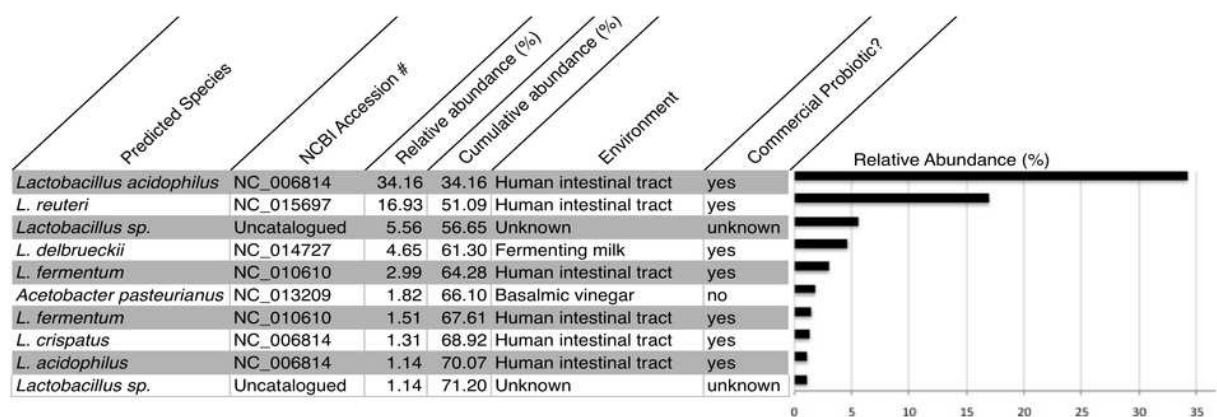 Predicted Species NCBI Accession # Relative abundance (%) Cumulative abundance (%) Environment Commercial Probiotic?
Relative Abundance (%)
Lactobacillus acidophilus NC_006814 34.16 34.16 Human intestinal tract yes
L. reuteri NC_015697 16.93 51.09 Human intestinal tract yes
Lactobacillus sp. Uncatalogued 5.56 56.65 Unknown unknown
L. delbrueckii NC_014727 4.65 61.30 Fermenting milk yes
L. fermentum NC_010610 2.99 64.28 Human intestinal tract yes
Acetobacter pasteurianus NC_013209 1.82 66.10 Basalmic vinegar no
L. fermentum NC_010610 1.51 67.61 Human intestinal tract yes
L. crispatus NC_006814 1.31 68.92 Human intestinal tract yes
L. acidophilus NC_006814 1.14 70.07 Human intestinal tract yes
Lactobacillus sp. Uncatalogued 1.14 71.20 Unknown unknown
0 5 10 15 20 25 30 35